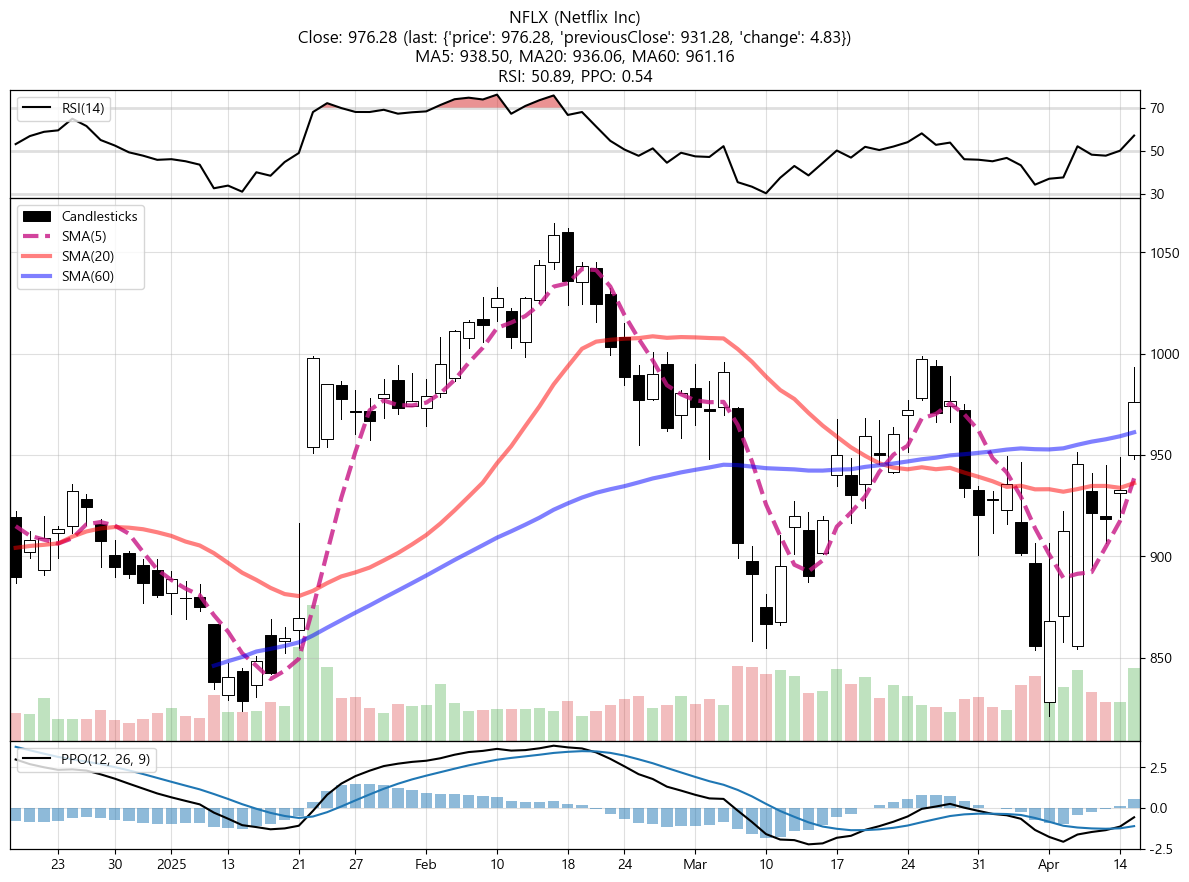 NFLX (Netflix Inc)
Close: 976.28 (last: {'price': 976.28, 'previousClose': 931.28, 'change': 4.83})
MA5: 938.50, MA20: 936.06, MA60: 961.16
RSI: 50.89, PPO: 0.54
RSI(14)
70
50
30
Candlesticks
SMA(5)
SMA(20)
SMA(60)
1050
1000
950
900
850
PPO(12, 26, 9)
2.5
0.0
-2.5
23 30 2025 13 21 27 Feb 10 18 24 Mar 10 17 24 31 Apr 14